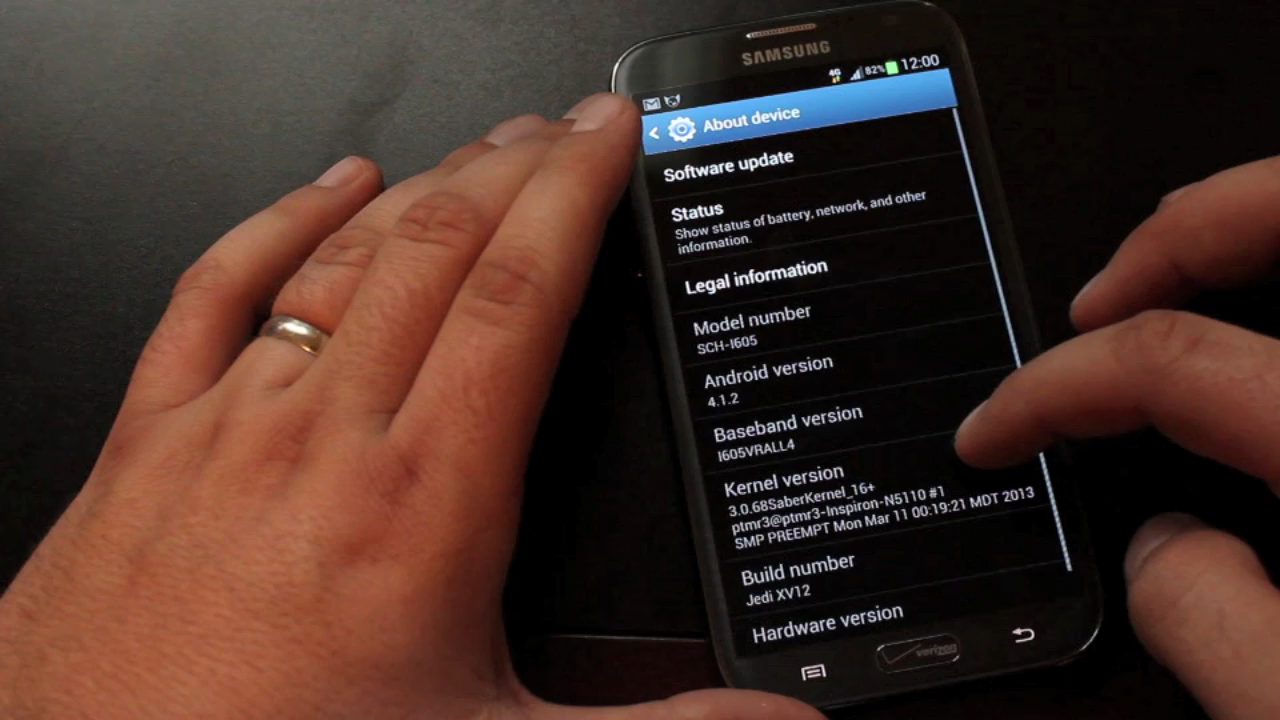 SAMSUNG
4G 82% 12:00
About device
Software update
Status
Show status of battery, network, and other
information.
Legal information
Model number
SCH-I605
Android version
4.1.2
Baseband version
I605VRALL4
Kernel version
3.0.68SaberKernel_16+
ptmr3@ptmr3-Inspiron-N5110 #1
SMP PREEMPT Mon Mar 11 00:19:21 MDT 2013
Build number
Jedi XV12
Hardware version
verizon